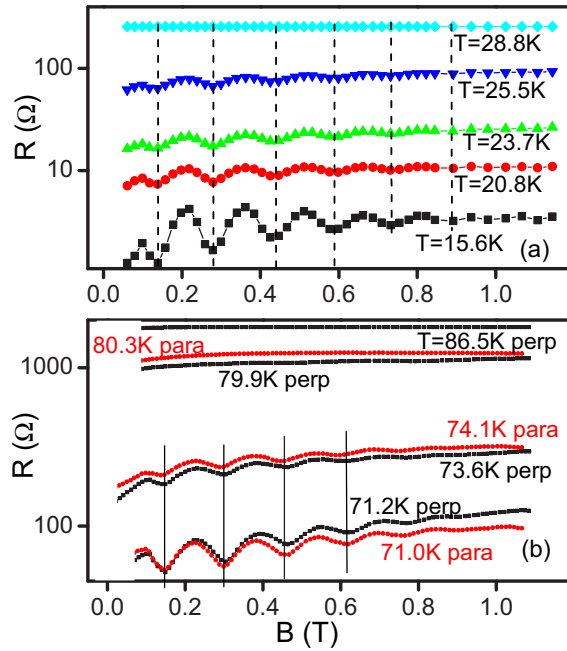 T=28.8K
100
T=25.5K
R (Ω)
T=23.7K
10
T=20.8K
T=15.6K
(a)
0.0 0.2 0.4 0.6 0.8 1.0
80.3K para
T=86.5K perp
1000
79.9K perp
R (Ω)
74.1K para
73.6K perp
71.2K perp
100
71.0K para
(b)
0.0 0.2 0.4 0.6 0.8 1.0
B (T)